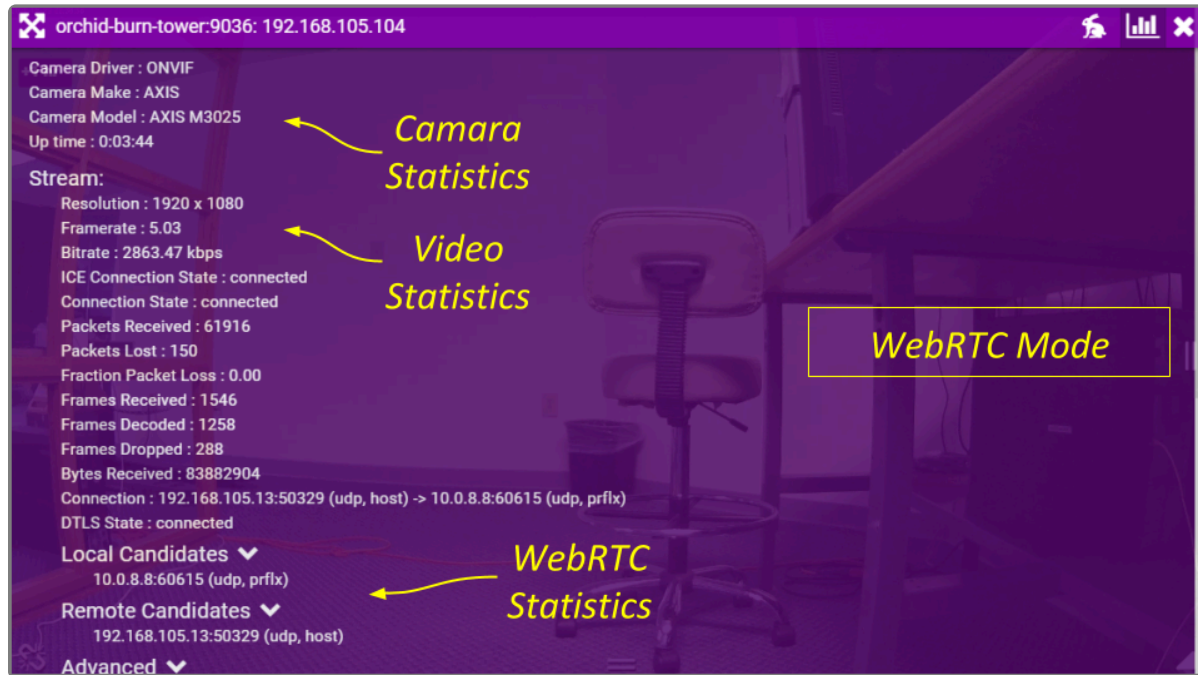 orchid-burn-tower:9036: 192.168.105.104
Camera Driver : ONVIF
Camera Make : AXIS
Camera Model : AXIS M3025
Up time : 0:03:44
Camara
Statistics
Stream:
Resolution : 1920 x 1080
Framerate : 5.03
Bitrate : 2863.47 kbps
Video
Statistics
ICE Connection State : connected
Connection State : connected
Packets Received : 61916
Packets Lost : 150
Fraction Packet Loss : 0.00
WebRTC Mode
Frames Received : 1546
Frames Decoded : 1258
Frames Dropped : 288
Bytes Received : 83882904
Connection : 192.168.105.13:50329 (udp, host) -> 10.0.8.8:60615 (udp, prflx)
DTLS State : connected
Local Candidates
10.0.8.8:60615 (udp, prflx)
WebRTC
Statistics
Remote Candidates
192.168.105.13:50329 (udp, host)
Advanced